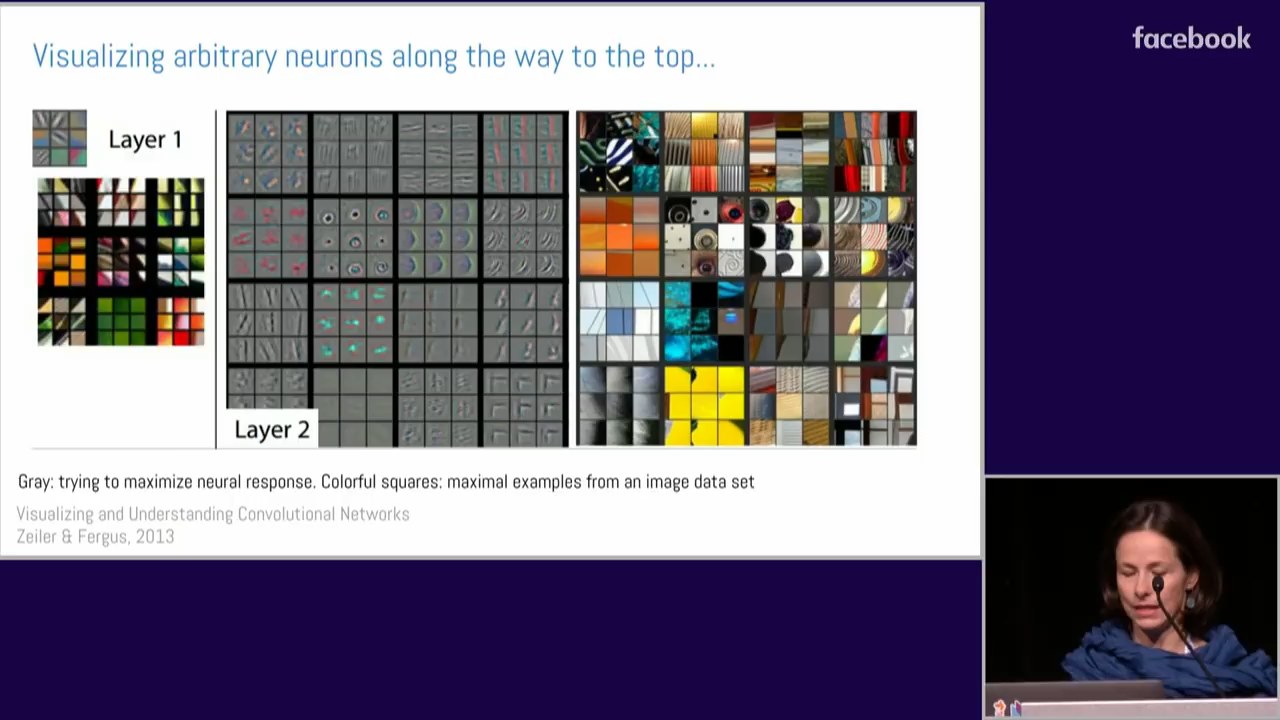 Visualizing arbitrary neurons along the way to the top...
facebook
Layer 1
Layer 2
Gray: trying to maximize neural response. Colorful squares: maximal examples from an image data set
Visualizing and Understanding Convolutional Networks
Zeiler & Fergus, 2013